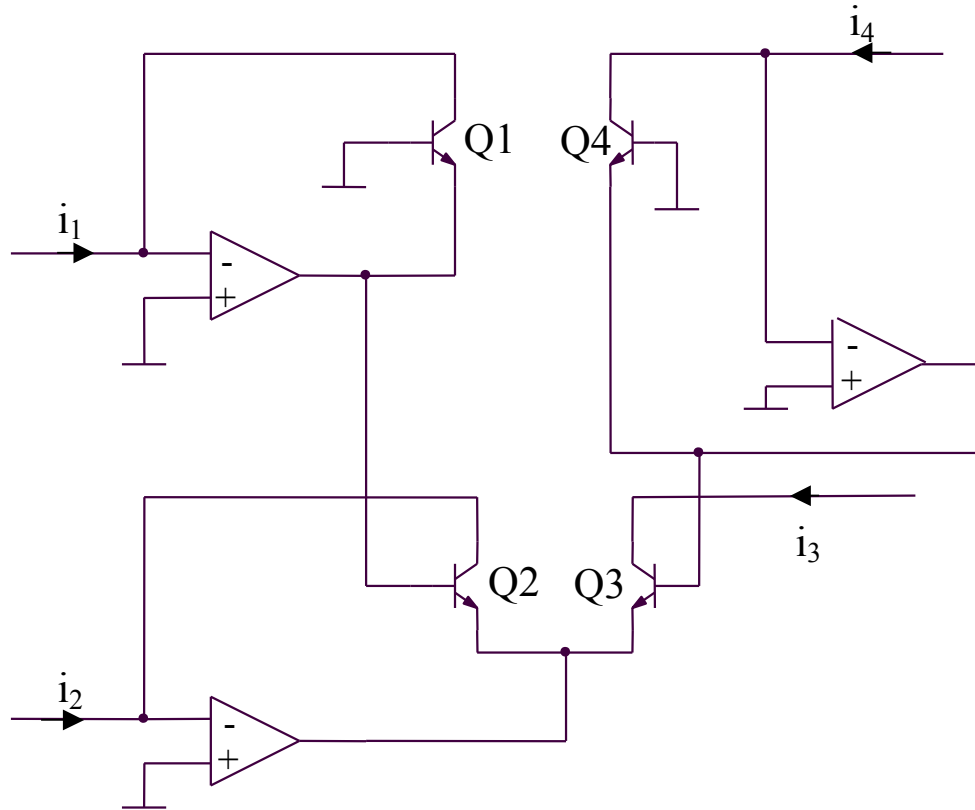 i₄
Q1
Q4
i₁
-
+
-
+
i₃
Q2
Q3
i₂
-
+